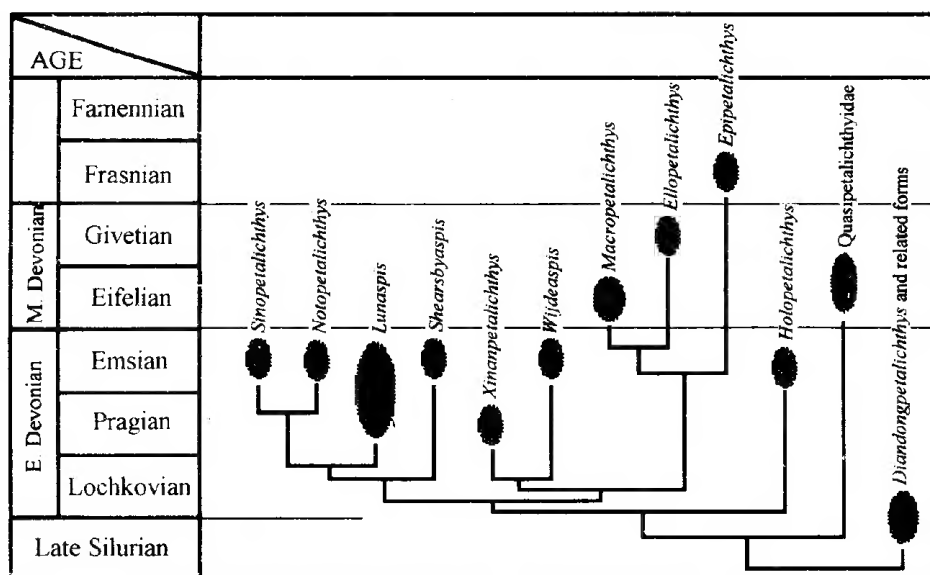 AGE
Famennian
Frasnian
M. Devonian
Givetian
Eifelian
E. Devonian
Emsian
Pragian
Lochkovian
Late Silurian
Sinopetalichthys
Notopetalichthys
Lunaspis
Shearsbyaspis
Xinanpetalichthys
Wijdeaspis
Macropetalichthys
Ellopetalichthys
Epipetalichthys
Holopetalichthys
Quasipetalichthyidae
Diandongpetalichthys and related forms